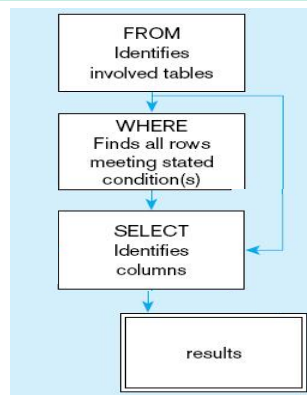 FROM
Identifies
involved tables
WHERE
Finds all rows
meeting stated
condition(s)
SELECT
Identifies
columns
results